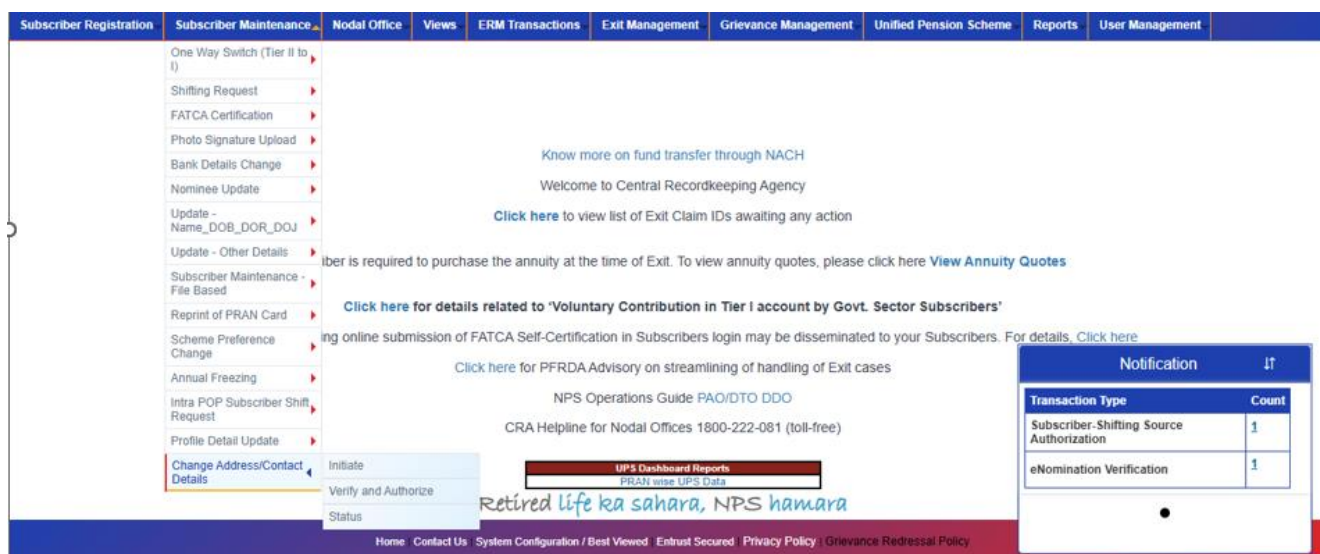 Subscriber Registration Subscriber Maintenance Nodal Office Views ERM Transactions Exit Management Grievance Management Unified Pension Scheme Reports User Management
One Way Switch (Tier II to
I)
Shifting Request
FATCA Certification
Photo Signature Upload
Bank Details Change
Nominee Update
Update -
Name_DOB_DOR_DOJ
Update - Other Details
Subscriber Maintenance -
File Based
Reprint of PRAN Card
Scheme Preference
Change
Annual Freezing
Intra POP Subscriber Shift
Request
Profile Detail Update
Change Address/Contact
Details
Initiate
Verify and Authorize
Status
Know more on fund transfer through NACH
Welcome to Central Recordkeeping Agency
Click here to view list of Exit Claim IDs awaiting any action
iber is required to purchase the annuity at the time of Exit. To view annuity quotes, please click here View Annuity Quotes
Click here for details related to ‘Voluntary Contribution in Tier I account by Govt. Sector Subscribers’
ng online submission of FATCA Self-Certification in Subscribers login may be disseminated to your Subscribers. For details, Click here
Click here for PFRDA Advisory on streamlining of handling of Exit cases
NPS Operations Guide PAO/DTO DDO
CRA Helpline for Nodal Offices 1800-222-081 (toll-free)
UPS Dashboard Reports
PRAN wise UPS Data
Retired life ka sahara, NPS hamara
Notification
Transaction Type Count
Subscriber-Shifting Source
Authorization 1
eNomination Verification 1
Home | Contact Us | System Configuration / Best Viewed | Entrust Secured | Privacy Policy | Grievance Redressal Policy